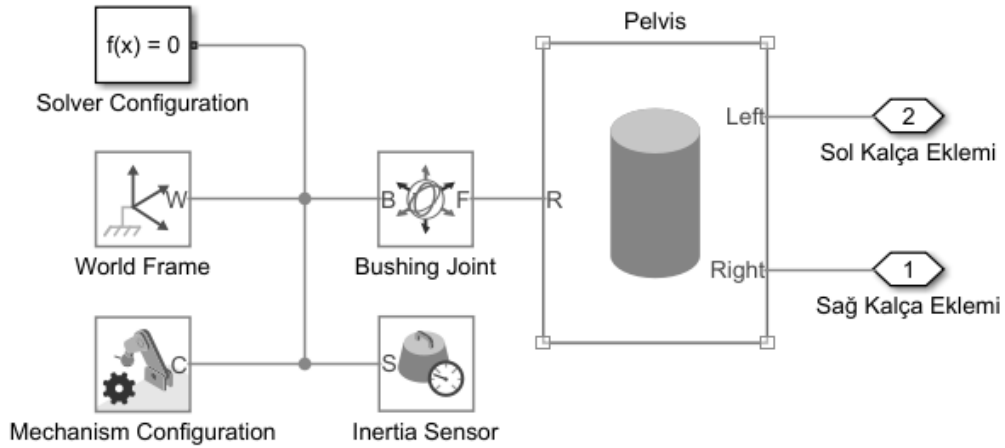 f(x) = 0
Solver Configuration
W
World Frame
C
Mechanism Configuration
B
F
Bushing Joint
S
Inertia Sensor
Pelvis
R
Left
Right
2
Sol Kalça Eklemi
1
Sağ Kalça Eklemi